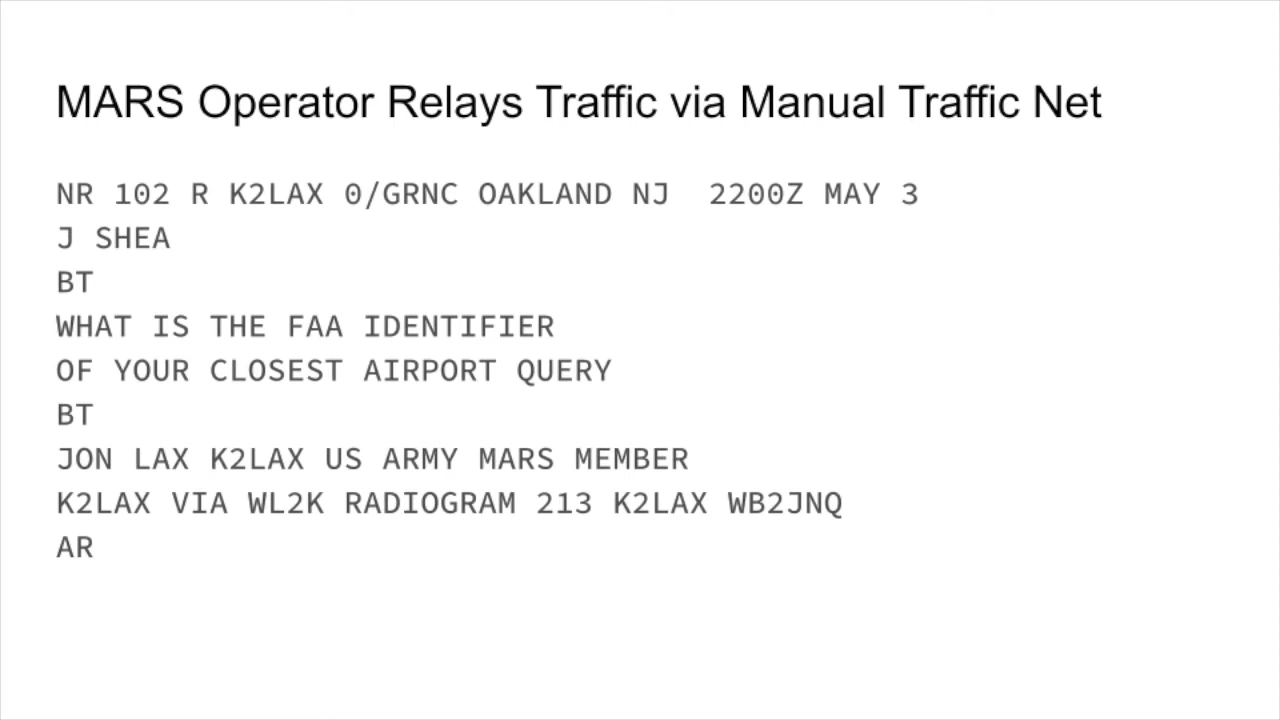 MARS Operator Relays Traffic via Manual Traffic Net
NR 102 R K2LAX 0/GRNC OAKLAND NJ  2200Z MAY 3
J SHEA
BT
WHAT IS THE FAA IDENTIFIER
OF YOUR CLOSEST AIRPORT QUERY
BT
JON LAX K2LAX US ARMY MARS MEMBER
K2LAX VIA WL2K RADIOGRAM 213 K2LAX WB2JNQ
AR